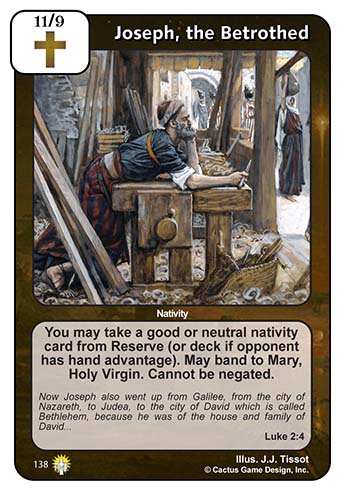 11/9
Joseph, the Betrothed
Nativity
You may take a good or neutral nativity
card from Reserve (or deck if opponent
has hand advantage). May band to Mary,
Holy Virgin. Cannot be negated.
Now Joseph also went up from Galilee, from the city of
Nazareth, to Judea, to the city of David which is called
Bethlehem, because he was of the house and family of
David...
Luke 2:4
138
Illus. J.J. Tissot
© Cactus Game Design, Inc.